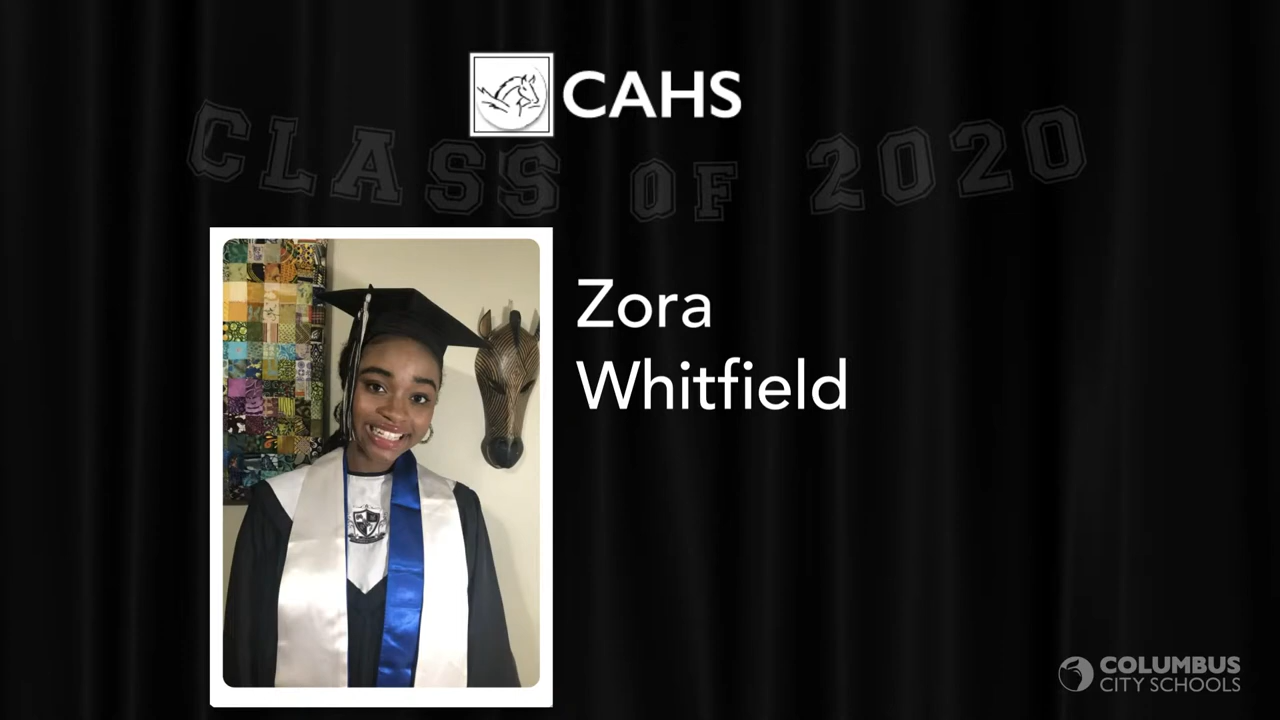 CAHS
CLASS OF 2020
Zora
Whitfield
COLUMBUS
CITY SCHOOLS